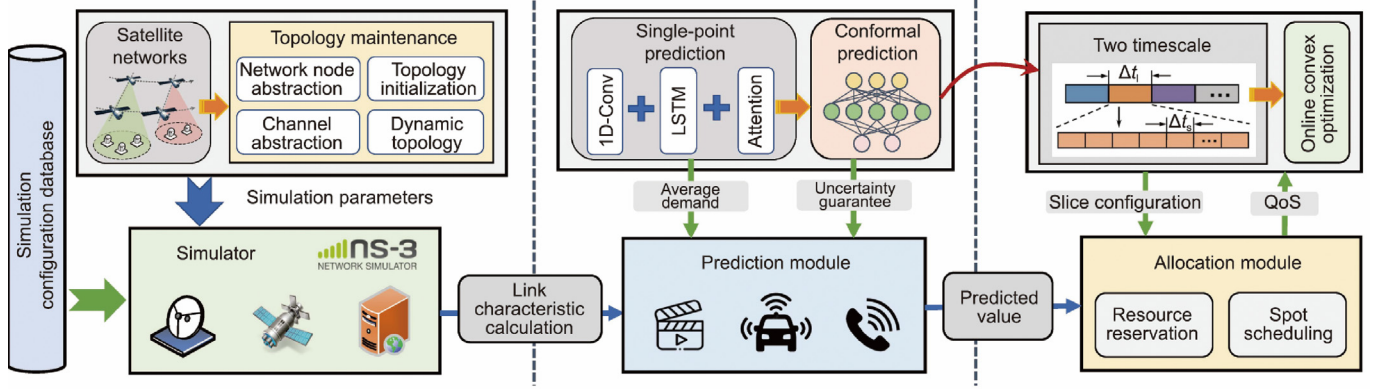 Simulation
configuration database
Satellite
networks
Topology maintenance
Network node
abstraction
Topology
initialization
Channel
abstraction
Dynamic
topology
Simulation parameters
Simulator
NS-3
NETWORK SIMULATOR
Link
characteristic
calculation
Single-point
prediction
1D-Conv
LSTM
Attention
Conformal
prediction
Average
demand
Uncertainty
guarantee
Prediction module
Predicted
value
Two timescale
Δtₗ
...
Δtₛ
...
Online convex
optimization
Slice configuration
QoS
Allocation module
Resource
reservation
Spot
scheduling